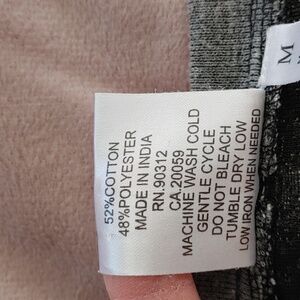 52%COTTON
48%POLYESTER
MADE IN INDIA
RN.90312
CA.20059
MACHINE WASH COLD
GENTLE CYCLE
DO NOT BLEACH
TUMBLE DRY LOW
LOW IRON WHEN NEEDED
M